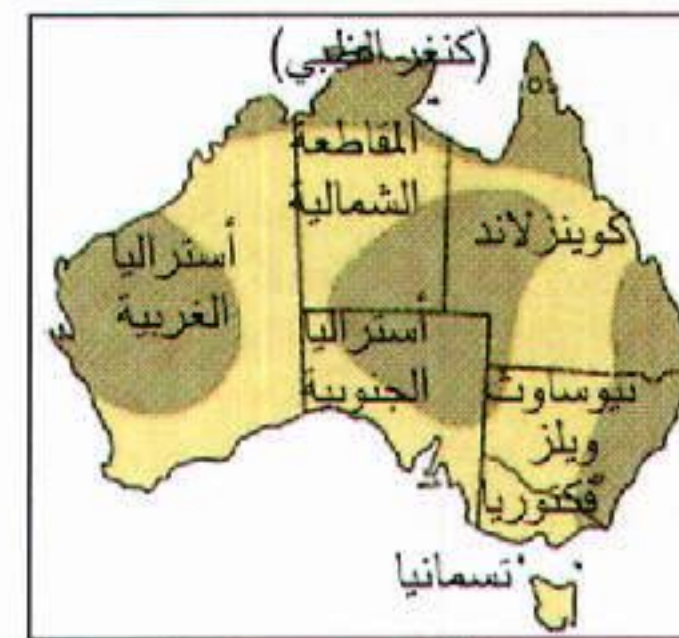 (كنغر الظبي)
المقاطعة
الشمالية
كوينزلاند
أستراليا
الغربية
أستراليا
الجنوبية
نيوساوث
ويلز
فكتوريا
تسمانيا